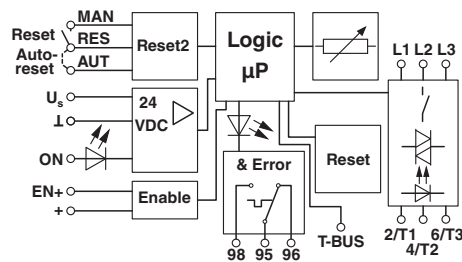 MAN
Reset
RES
Auto-
reset
AUT
Reset2
Logic
µP
L1 L2 L3
Us
⊥
24
VDC
ON
EN+
+
Enable
& Error
Reset
98 95 96
T-BUS
2/T1 6/T3
4/T2